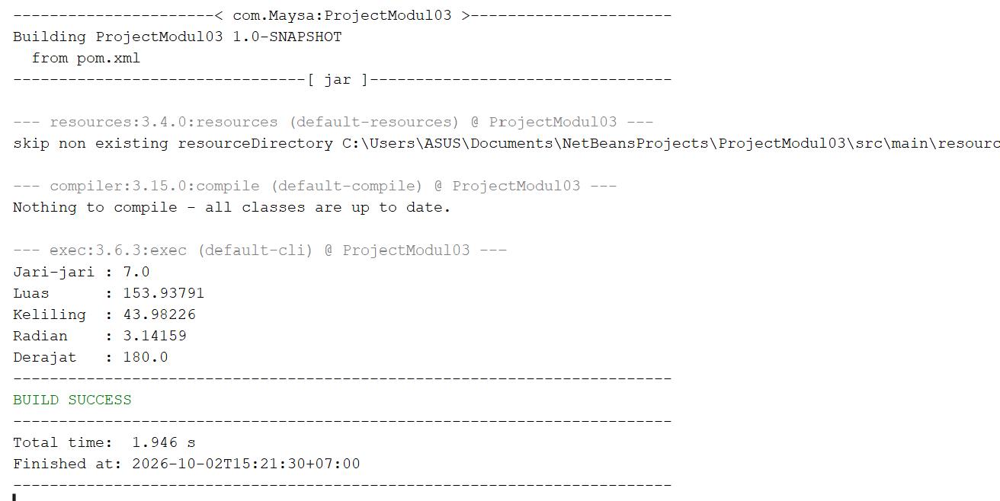 ----------------------< com.Maysa:ProjectModul03 >----------------------
Building ProjectModul03 1.0-SNAPSHOT
  from pom.xml
--------------------------------[ jar ]---------------------------------
--- resources:3.4.0:resources (default-resources) @ ProjectModul03 ---
skip non existing resourceDirectory C:\Users\ASUS\Documents\NetBeansProjects\ProjectModul03\src\main\resourc
--- compiler:3.15.0:compile (default-compile) @ ProjectModul03 ---
Nothing to compile - all classes are up to date.
--- exec:3.6.3:exec (default-cli) @ ProjectModul03 ---
Jari-jari : 7.0
Luas      : 153.93791
Keliling  : 43.98226
Radian    : 3.14159
Derajat   : 180.0
------------------------------------------------------------------------
BUILD SUCCESS
------------------------------------------------------------------------
Total time:  1.946 s
Finished at: 2026-10-02T15:21:30+07:00
------------------------------------------------------------------------